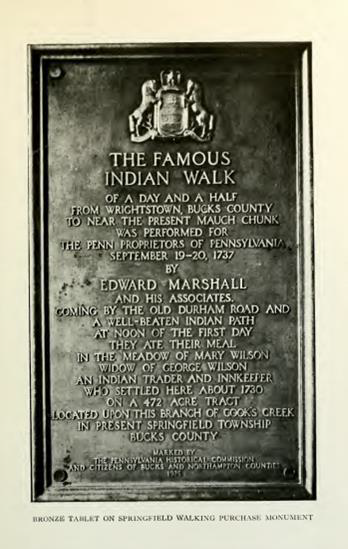 THE FAMOUS
INDIAN WALK
OF A DAY AND A HALF
FROM WRIGHTSTOWN, BUCKS COUNTY
TO NEAR THE PRESENT MAUCH CHUNK
WAS PERFORMED FOR
THE PENN PROPRIETORS OF PENNSYLVANIA
SEPTEMBER 19-20, 1737
BY
EDWARD MARSHALL
AND HIS ASSOCIATES.
COMING BY THE OLD DURHAM ROAD AND
A WELL-BEATEN INDIAN PATH
AT NOON OF THE FIRST DAY
THEY ATE THEIR MEAL
IN THE MEADOW OF MARY WILSON
WIDOW OF GEORGE WILSON
AN INDIAN TRADER AND INNKEEPER
WHO SETTLED HERE ABOUT 1730
ON A 472 ACRE TRACT
LOCATED UPON THIS BRANCH OF COOK'S CREEK
IN PRESENT SPRINGFIELD TOWNSHIP
BUCKS COUNTY
MARKED BY
THE PENNSYLVANIA HISTORICAL COMMISSION
AND CITIZENS OF BUCKS AND NORTHAMPTON COUNTIES
BRONZE TABLET ON SPRINGFIELD WALKING PURCHASE MONUMENT